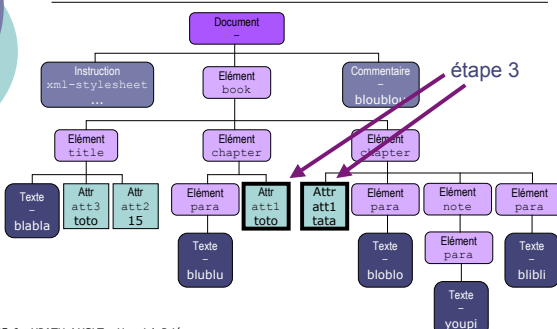 Document
–
Instruction
xml-stylesheet
...
Elément
book
Commentaire
–
bloublou
étape 3
Elément
title
Elément
chapter
Elément
chapter
Texte
–
blabla
Attr
att3
toto
Attr
att2
15
Elément
para
Attr
att1
toto
Attr
att1
tata
Elément
para
Elément
note
Elément
para
Texte
–
blublu
Texte
–
bloblo
Elément
para
Texte
–
blibli
Texte
–
youpi